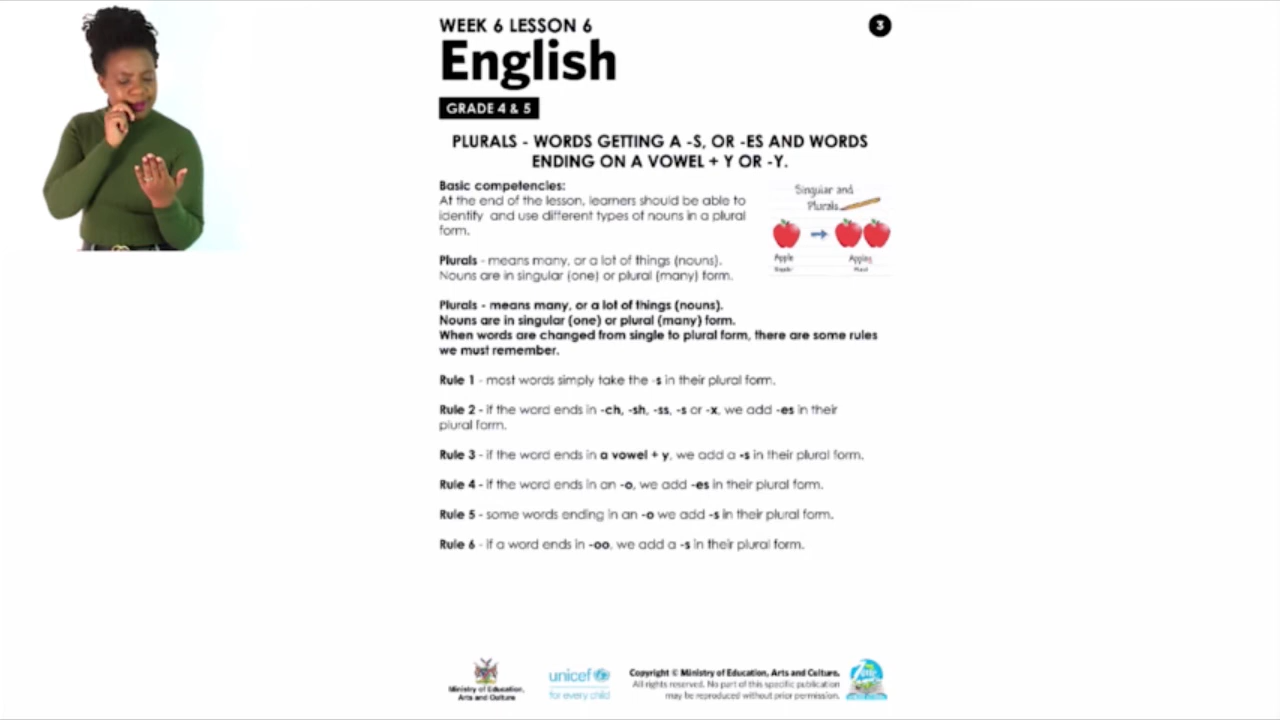 WEEK 6 LESSON 6
3
English
GRADE 4 & 5
PLURALS - WORDS GETTING A -S, OR -ES AND WORDS
ENDING ON A VOWEL + Y OR -Y.
Basic competencies:
At the end of the lesson, learners should be able to
identify and use different types of nouns in a plural
form.
Singular and
Plurals
Apple
Apples
Plurals - means many, or a lot of things (nouns).
Nouns are in singular (one) or plural (many) form.
Plurals - means many, or a lot of things (nouns).
Nouns are in singular (one) or plural (many) form.
When words are changed from single to plural form, there are some rules
we must remember.
Rule 1 - most words simply take the -s in their plural form.
Rule 2 - if the word ends in -ch, -sh, -ss, -s or -x, we add -es in their
plural form.
Rule 3 - if the word ends in a vowel + y, we add a -s in their plural form.
Rule 4 - if the word ends in an -o, we add -es in their plural form.
Rule 5 - some words ending in an -o we add -s in their plural form.
Rule 6 - if a word ends in -oo, we add a -s in their plural form.
Ministry of Education,
Arts and Culture
unicef
for every child
Copyright © Ministry of Education, Arts and Culture.
All rights reserved. No part of this specific publication
may be reproduced without prior permission.